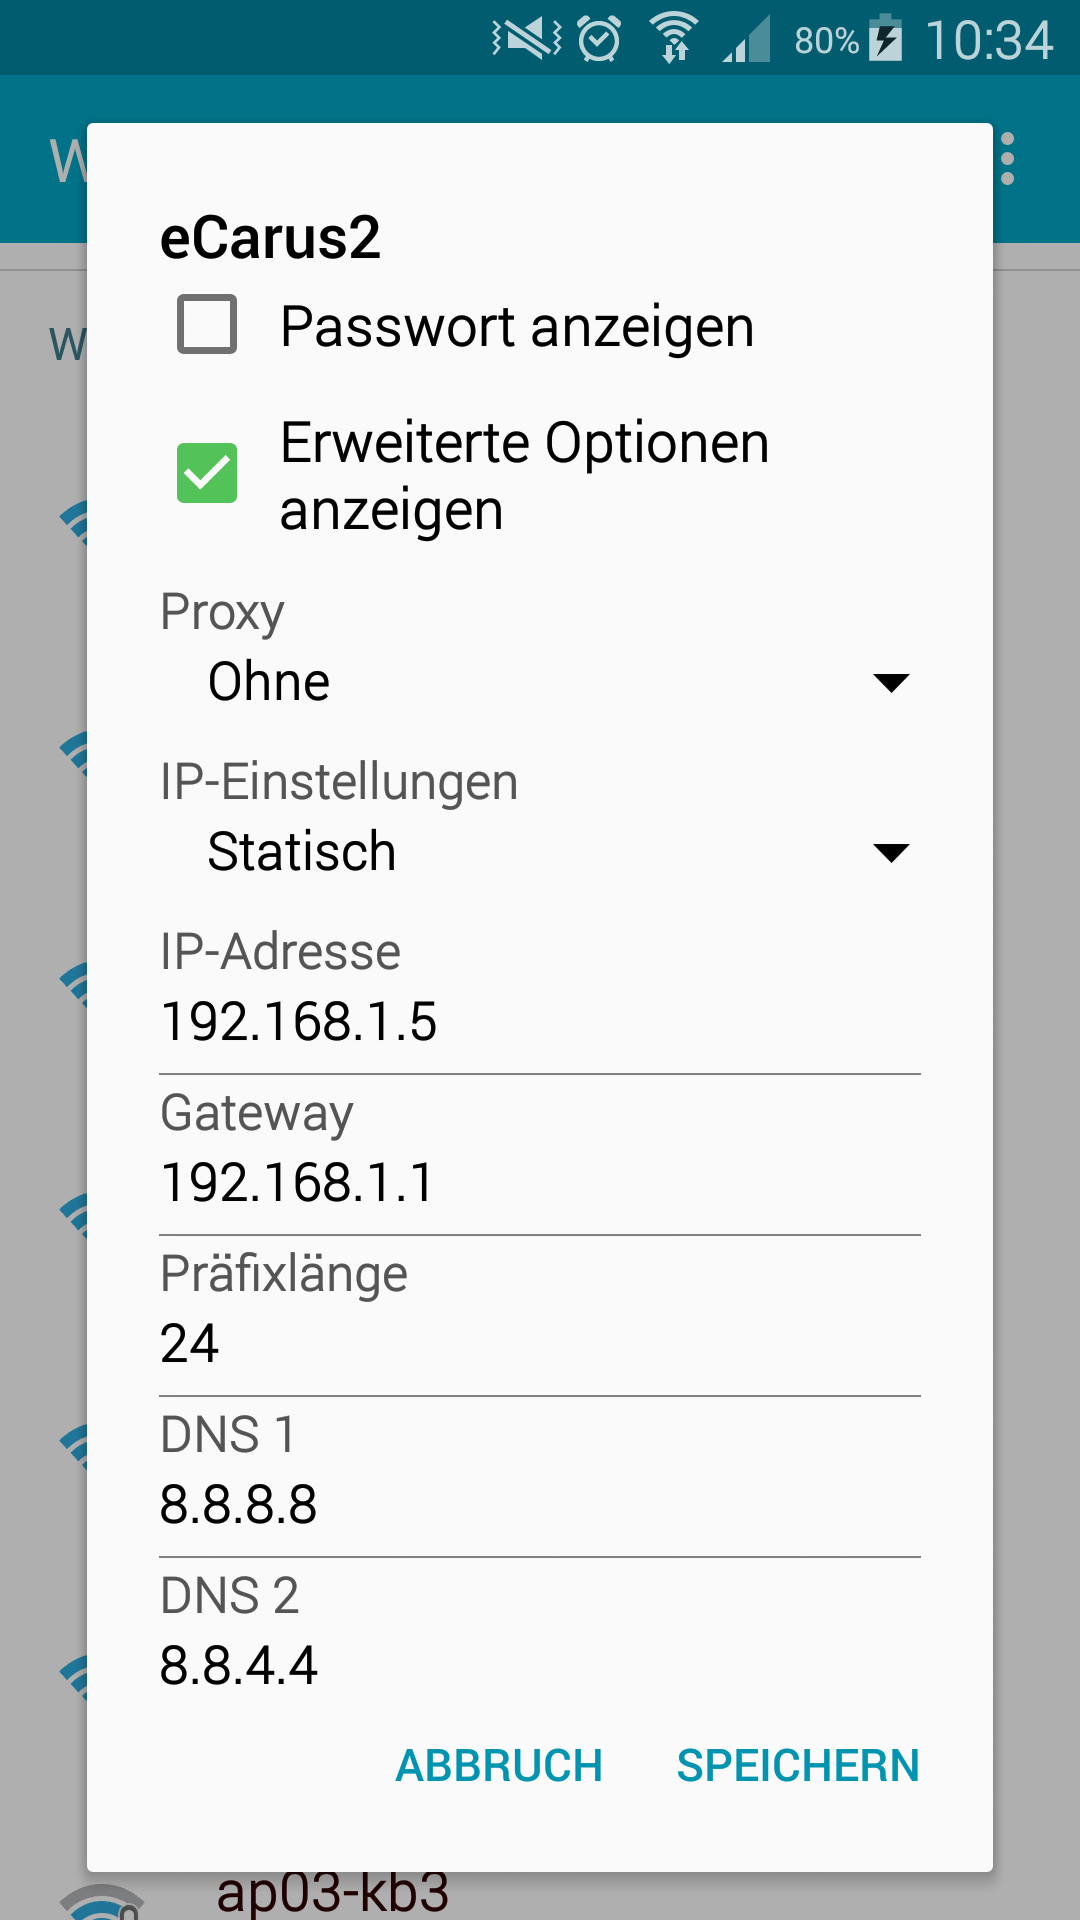 80% 10:34
W
eCarus2
Passwort anzeigen
W
Erweiterte Optionen
anzeigen
Proxy
Ohne
IP-Einstellungen
Statisch
IP-Adresse
192.168.1.5
Gateway
192.168.1.1
Präfixlänge
24
DNS 1
8.8.8.8
DNS 2
8.8.4.4
ABBRUCH SPEICHERN
ap03-kb3